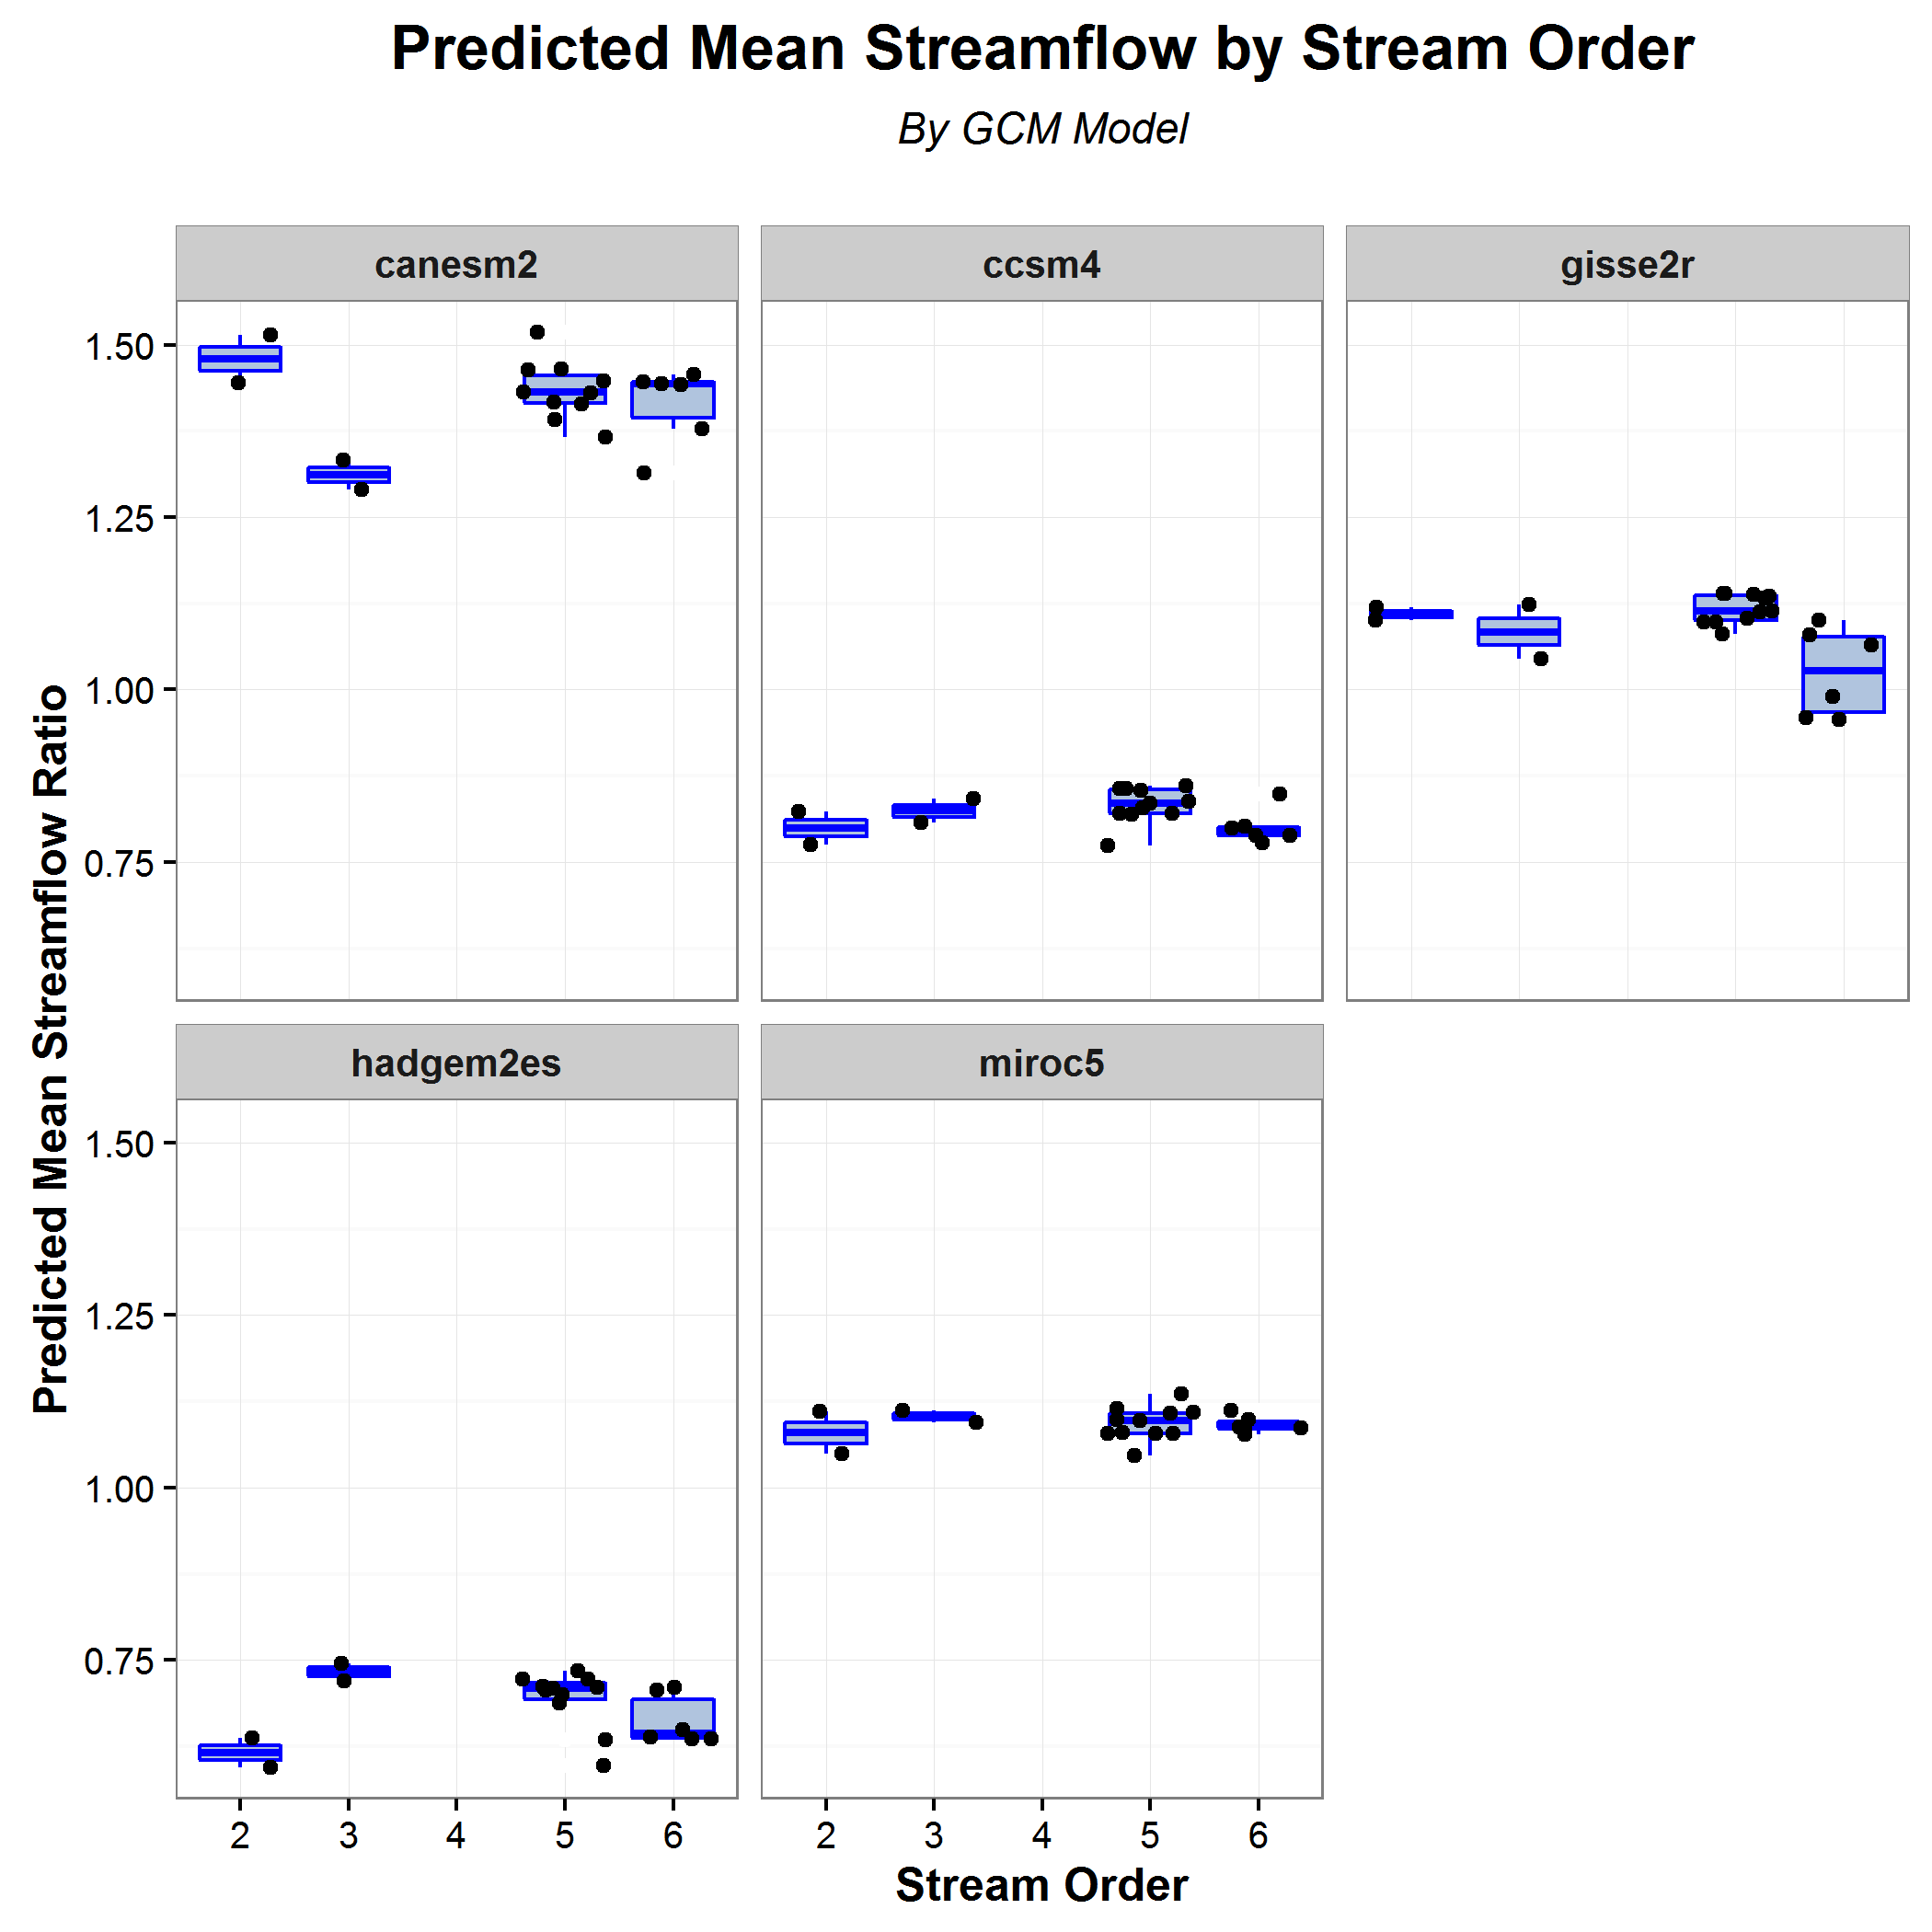 Predicted Mean Streamflow by Stream Order
By GCM Model
canesm2
ccsm4
gisse2r
1.50
1.25
1.00
0.75
Predicted Mean Streamflow Ratio
hadgem2es
miroc5
1.50
1.25
1.00
0.75
2 3 4 5 6
2 3 4 5 6
Stream Order